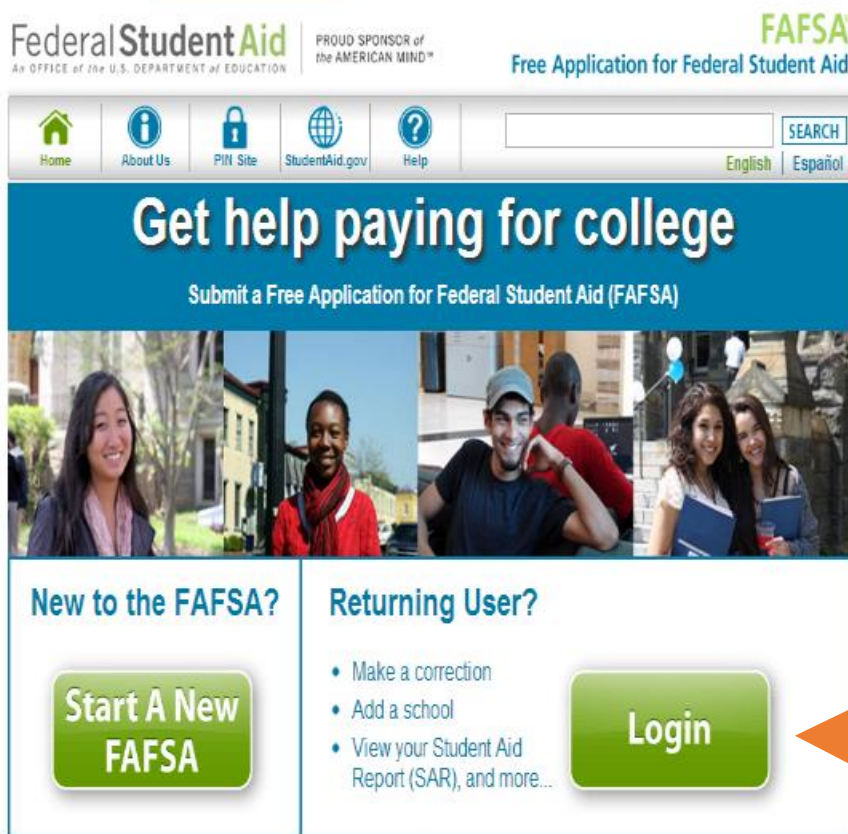 Federal Student Aid
An OFFICE of the U.S. DEPARTMENT of EDUCATION
PROUD SPONSOR of
the AMERICAN MIND™
FAFSA
Free Application for Federal Student Aid
Home
About Us
PIN Site
StudentAid.gov
Help
SEARCH
English | Español
Get help paying for college
Submit a Free Application for Federal Student Aid (FAFSA)
New to the FAFSA?
Start A New
FAFSA
Returning User?
• Make a correction
• Add a school
• View your Student Aid
Report (SAR), and more...
Login